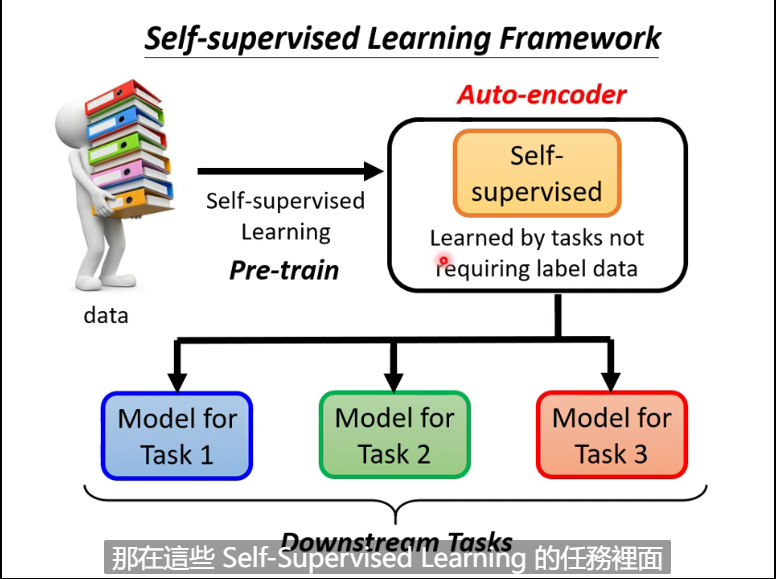 Self-supervised Learning Framework
Auto-encoder
Self-
supervised
Self-supervised
Learning
Pre-train
Learned by tasks not
requiring label data
data
Model for
Task 1
Model for
Task 2
Model for
Task 3
Downstream Tasks
那在這些 Self-Supervised Learning 的任務裡面